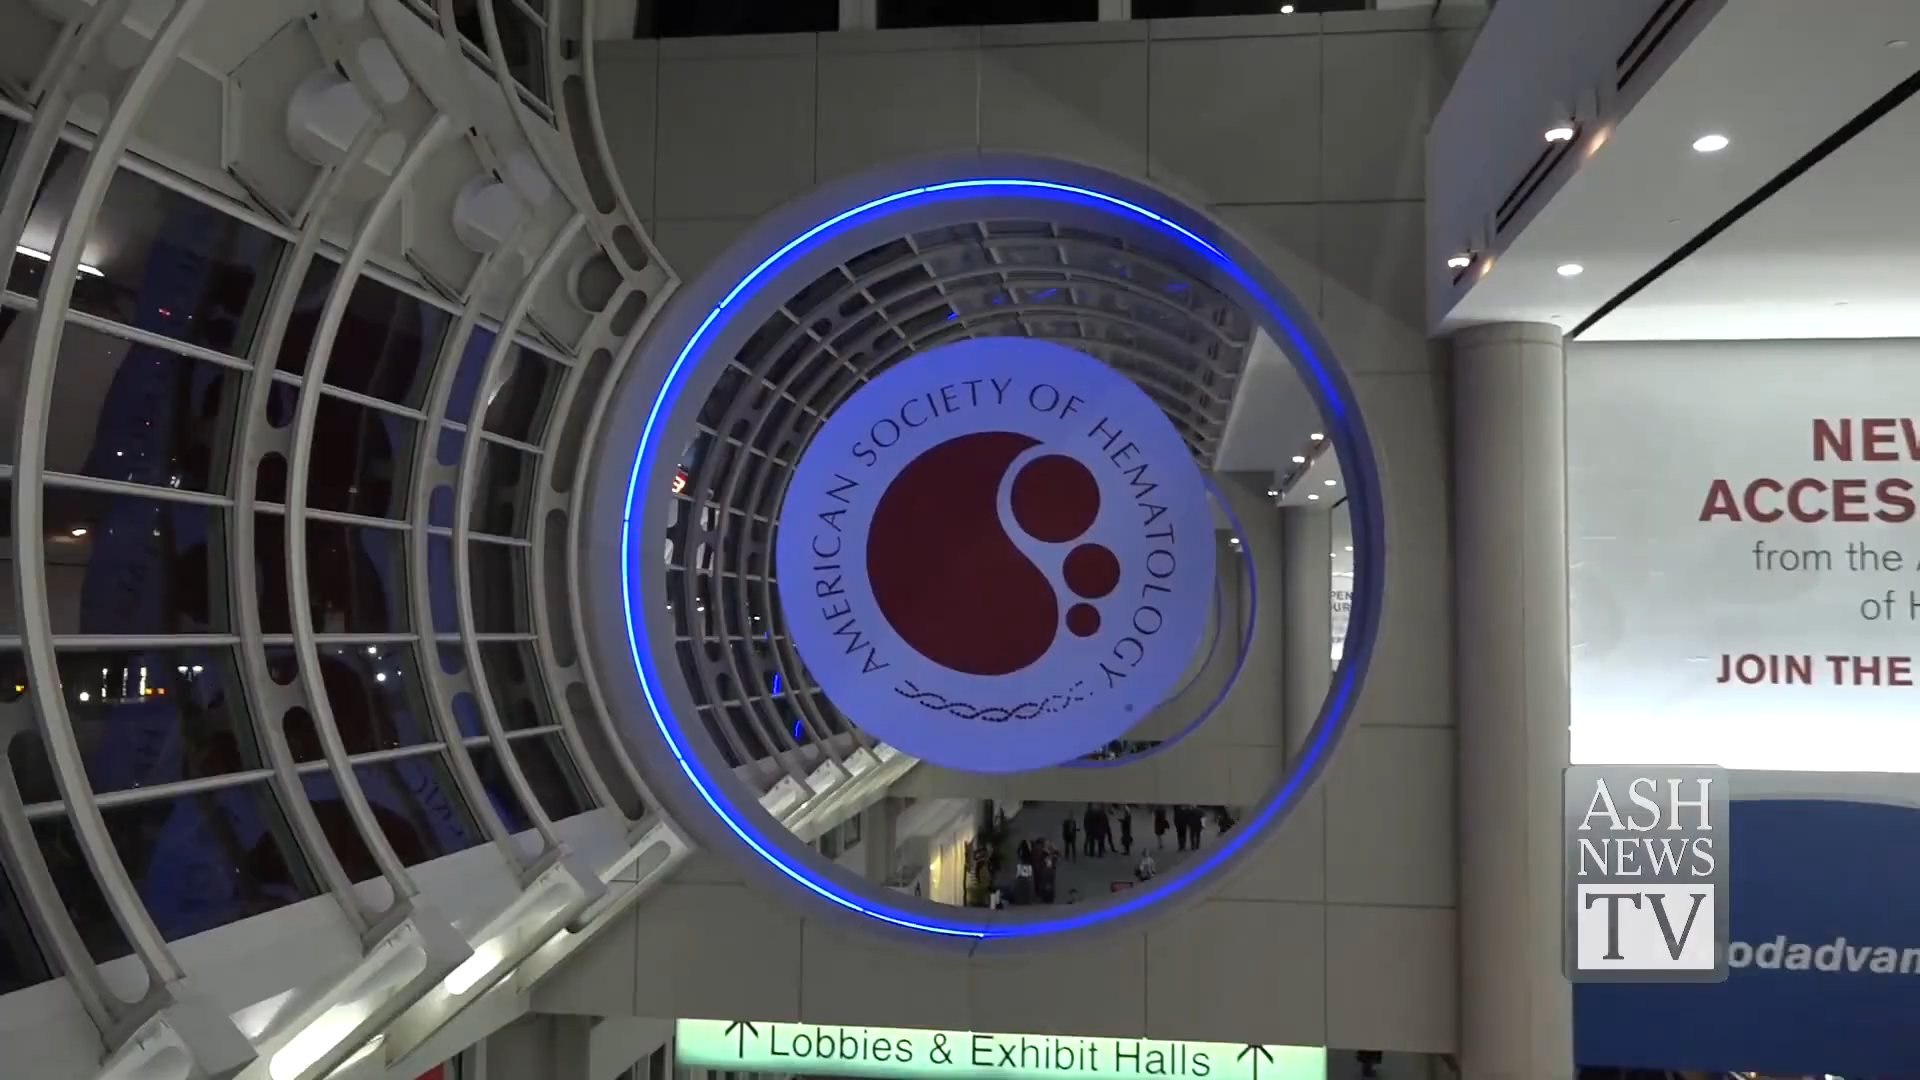 AMERICAN SOCIETY OF HEMATOLOGY
NEW
ACCES
from the
of H
JOIN THE
ASH
NEWS
TV
odadvan
↑ Lobbies & Exhibit Halls ↑